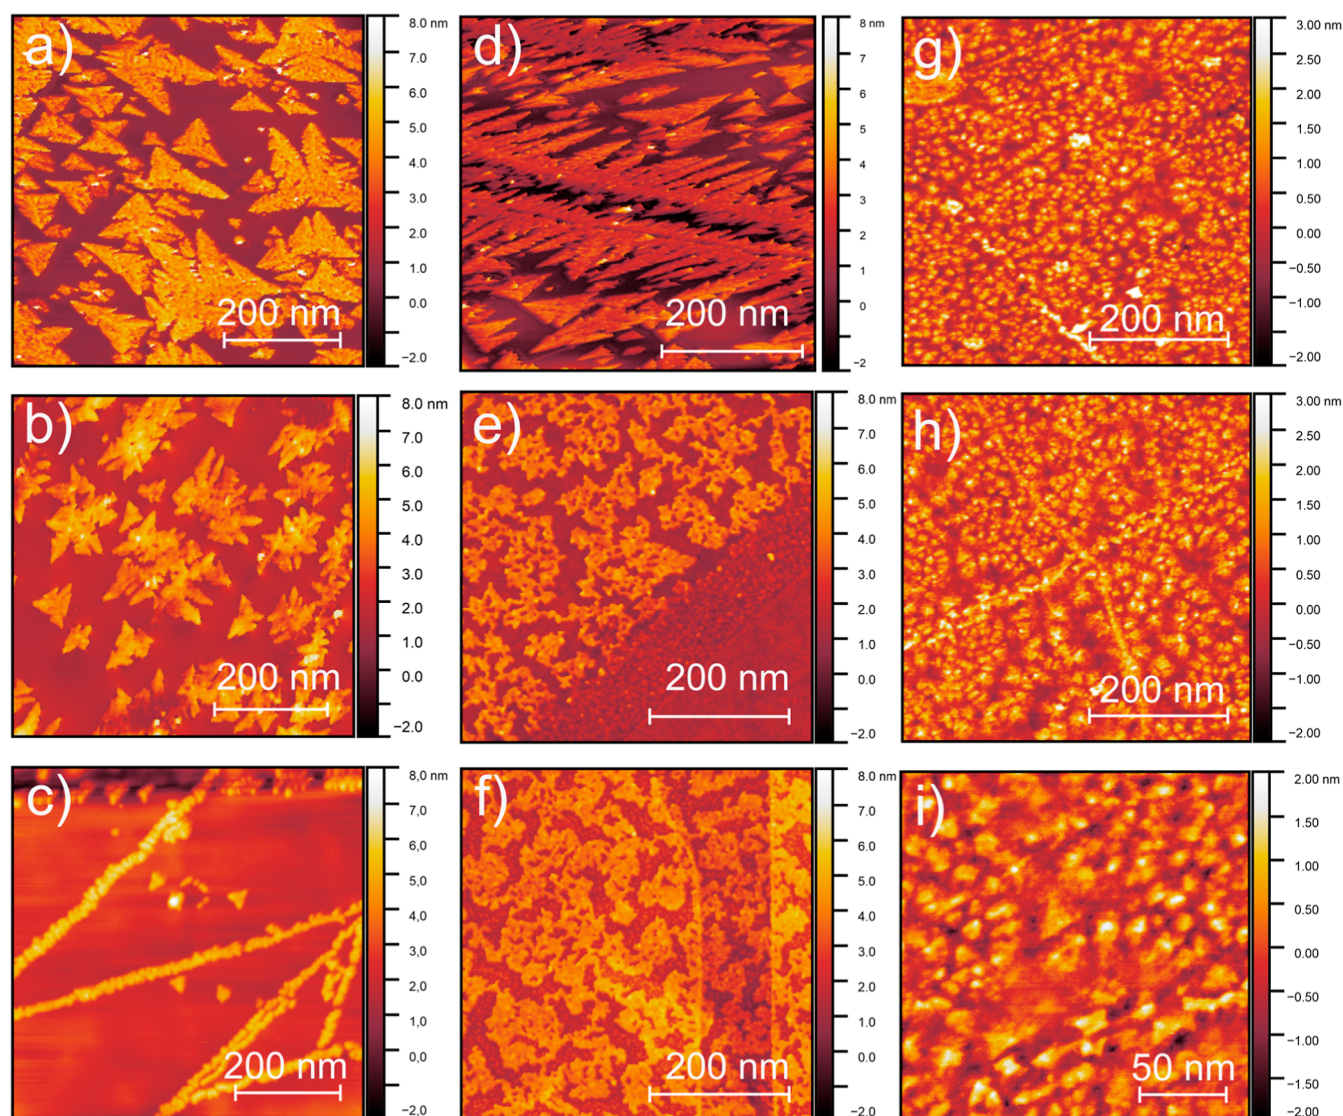 a)
8.0 nm
7.0
6.0
5.0
4.0
3.0
2.0
1.0
0.0
−2.0
200 nm
d)
8 nm
7
6
5
4
3
2
1
0
−2
200 nm
g)
3.00 nm
2.50
2.00
1.50
1.00
0.50
0.00
−0.50
−1.00
−2.00
200 nm
b)
8.0 nm
7.0
6.0
5.0
4.0
3.0
2.0
1.0
0.0
−2.0
200 nm
e)
8.0 nm
7.0
6.0
5.0
4.0
3.0
2.0
1.0
0.0
−2.0
200 nm
h)
3.00 nm
2.50
2.00
1.50
1.00
0.50
0.00
−0.50
−1.00
−2.00
200 nm
c)
8,0 nm
7,0
6,0
5,0
4,0
3,0
2,0
1,0
0,0
−2,0
200 nm
f)
8.0 nm
7.0
6.0
5.0
4.0
3.0
2.0
1.0
0.0
−2.0
200 nm
i)
2.00 nm
1.50
1.00
0.50
0.00
−0.50
−1.00
−1.50
−2.00
50 nm